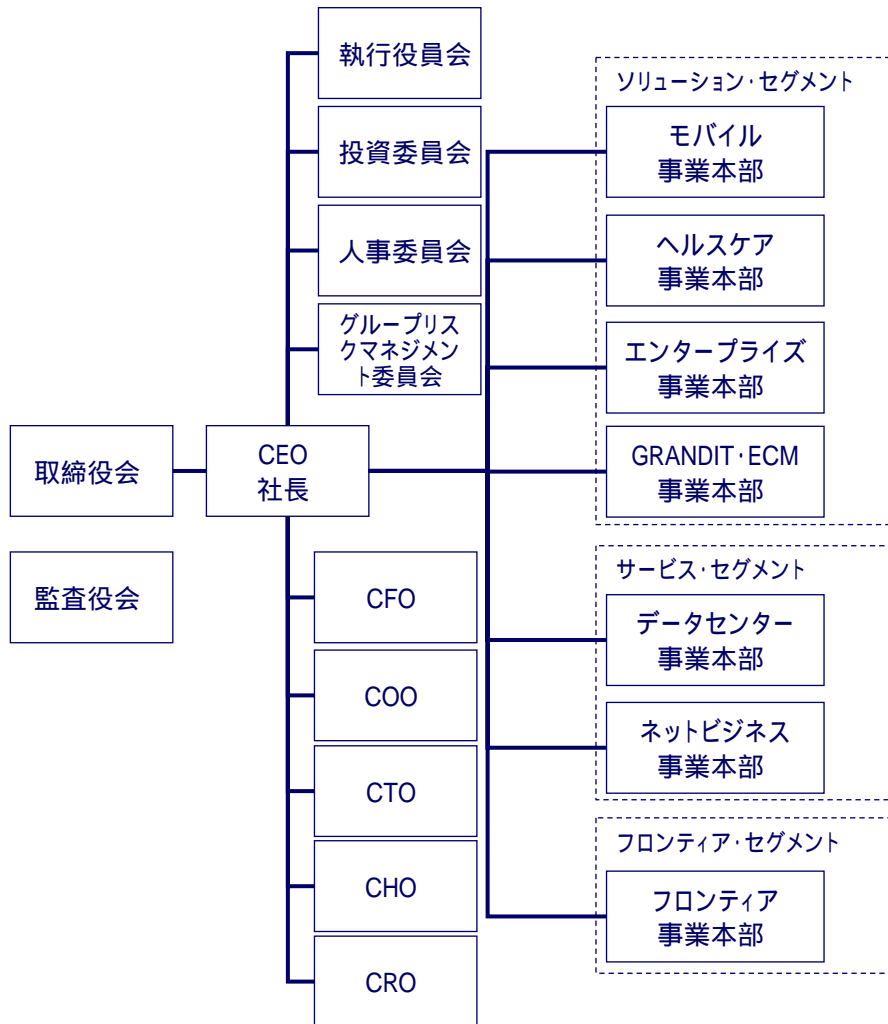 執行役員会
投資委員会
人事委員会
グループリス
クマネジメン
ト委員会
取締役会
CEO
社長
監査役会
CFO
COO
CTO
CHO
CRO
ソリューション・セグメント
モバイル
事業本部
ヘルスケア
事業本部
エンタープライズ
事業本部
GRANDIT・ECM
事業本部
サービス・セグメント
データセンター
事業本部
ネットビジネス
事業本部
フロンティア・セグメント
フロンティア
事業本部